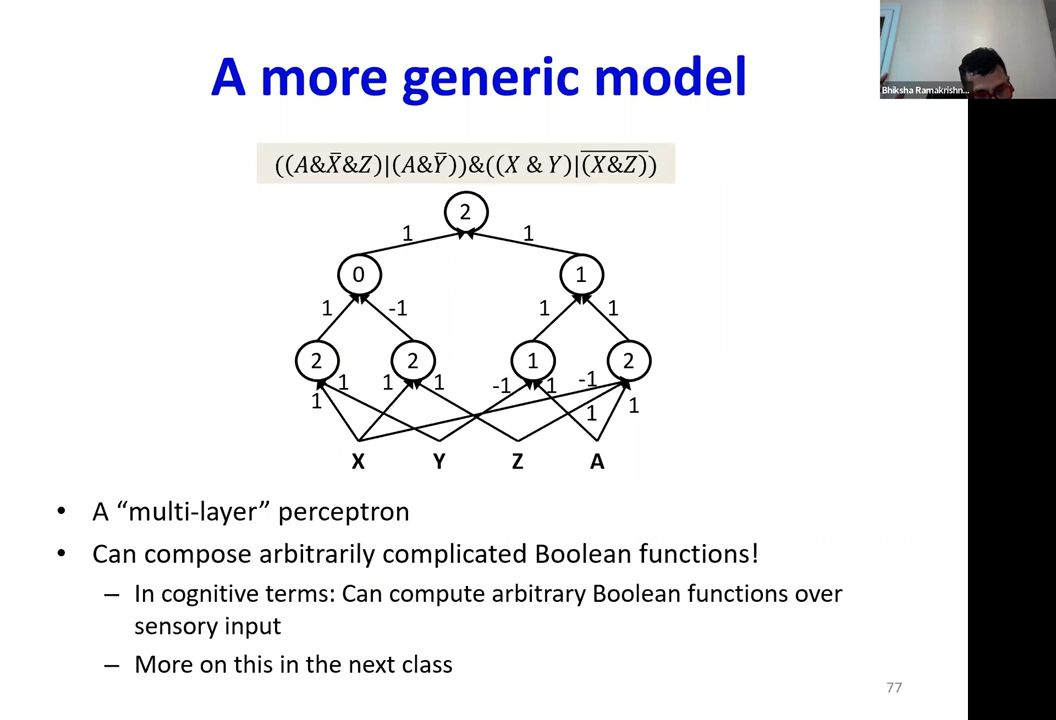 A more generic model
Bhiksha Ramakrishn...
((A&X̅&Z)|(A&Y̅))&((X & Y)|(X&Z)̅)
2
1 1
0 1
1 -1 1 1
2 2 1 2
1 1 1 1 -1 1 -1 1 1
X Y Z A
• A “multi-layer” perceptron
• Can compose arbitrarily complicated Boolean functions!
– In cognitive terms: Can compute arbitrary Boolean functions over
sensory input
– More on this in the next class
77